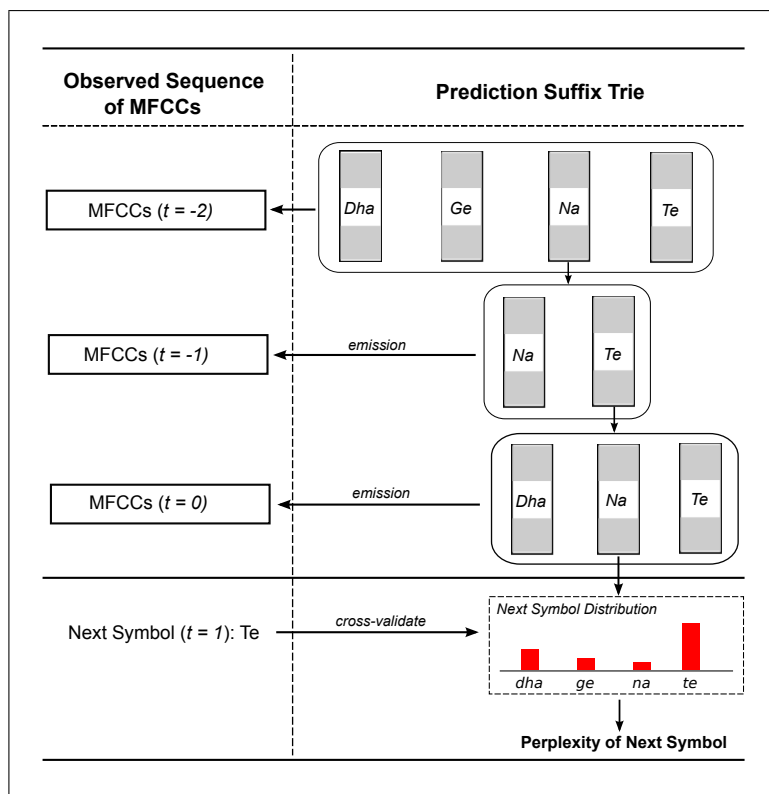 Observed Sequence
of MFCCs
Prediction Suffix Trie
MFCCs (t = -2)
Dha
Ge
Na
Te
MFCCs (t = -1)
emission
Na
Te
MFCCs (t = 0)
emission
Dha
Na
Te
Next Symbol (t = 1): Te
cross-validate
Next Symbol Distribution
dha
ge
na
te
Perplexity of Next Symbol